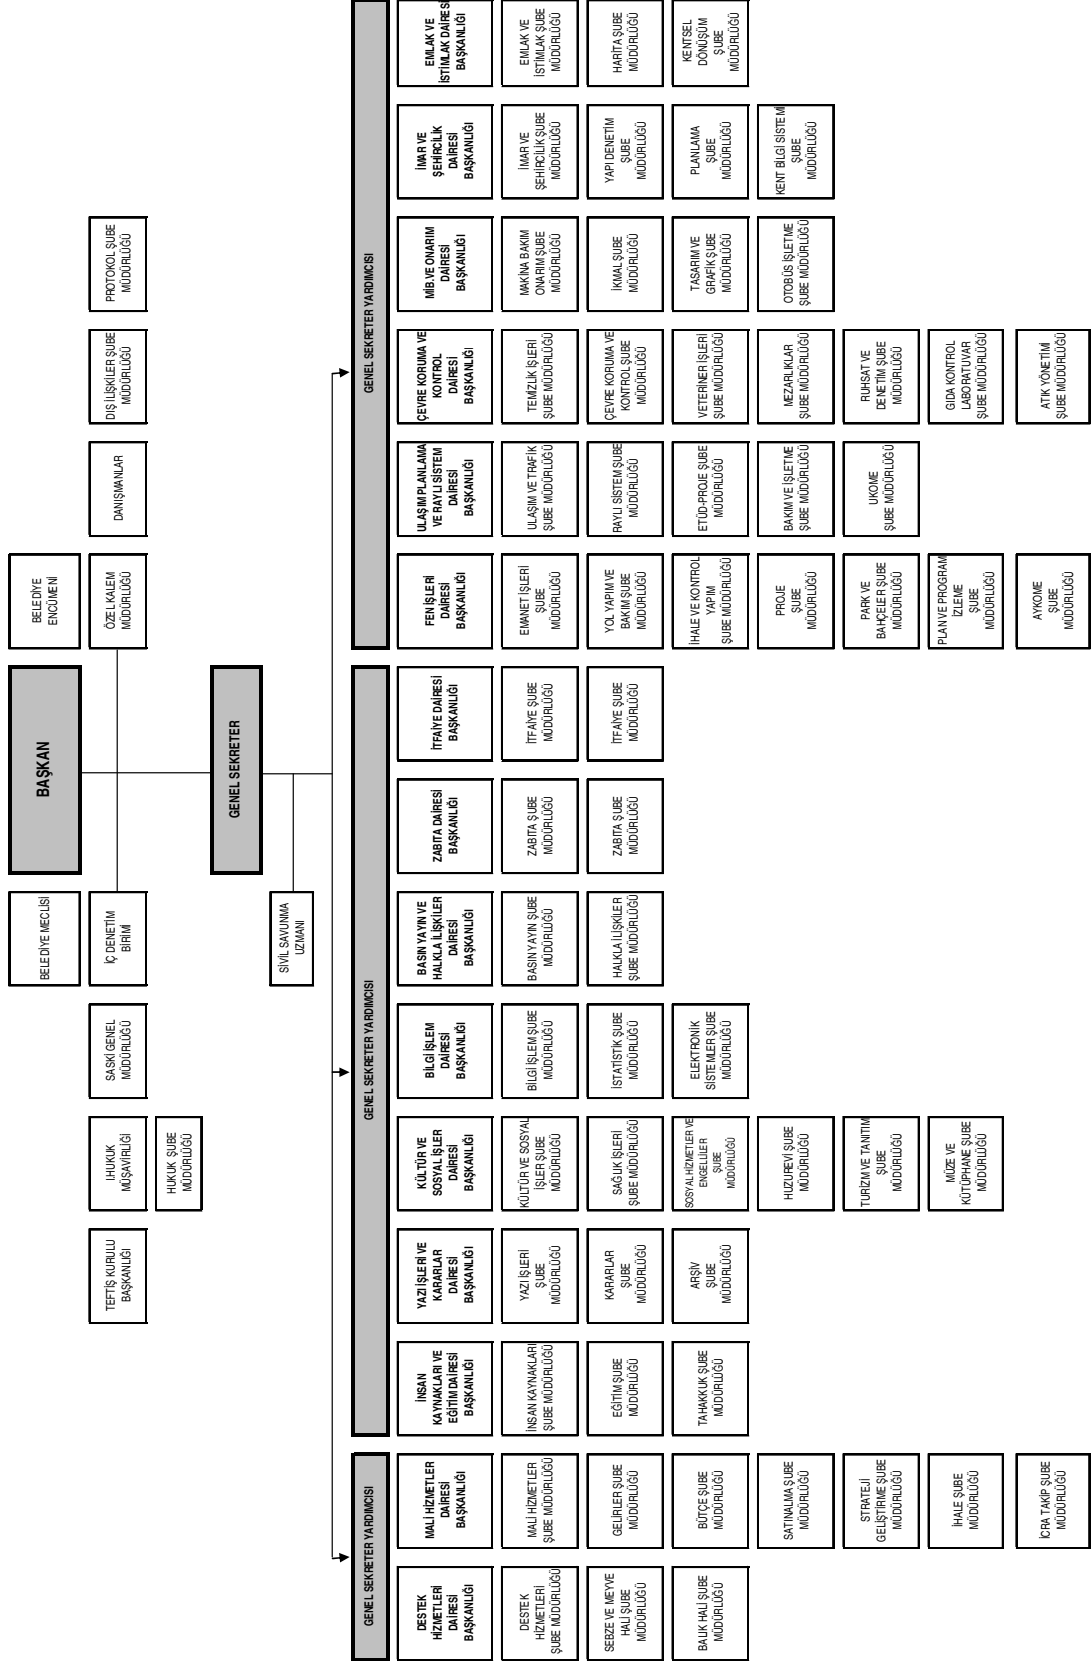 BELEDİYE MECLİSİ
BAŞKAN
BELEDİYE
ENCÜMENİ
TEFTİŞ KURULU
BAŞKANLIĞI
I.HUKUK
MÜŞAVİRLİĞİ
SASKİ GENEL
MÜDÜRLÜĞÜ
İÇ DENETİM
BİRİMİ
ÖZEL KALEM
MÜDÜRLÜĞÜ
DANIŞMANLAR
DIŞ İLİŞKİLER ŞUBE
MÜDÜRLÜĞÜ
PROTOKOL ŞUBE
MÜDÜRLÜĞÜ
HUKUK ŞUBE
MÜDÜRLÜĞÜ
GENEL SEKRETER
SİVİL SAVUNMA
UZMANI
GENEL SEKRETER YARDIMCISI
GENEL SEKRETER YARDIMCISI
GENEL SEKRETER YARDIMCISI
DESTEK
HİZMETLERİ
DAİRESİ
BAŞKANLIĞI
MALİ HİZMETLER
DAİRESİ
BAŞKANLIĞI
İNSAN
KAYNAKLARI VE
EĞİTİM DAİRESİ
BAŞKANLIĞI
YAZI İŞLERİ VE
KARARLAR
DAİRESİ
BAŞKANLIĞI
KÜLTÜR VE
SOSYAL İŞLER
DAİRESİ
BAŞKANLIĞI
BİLGİ İŞLEM
DAİRESİ
BAŞKANLIĞI
BASIN YAYIN VE
HALKLA İLİŞKİLER
DAİRESİ
BAŞKANLIĞI
ZABITA DAİRESİ
BAŞKANLIĞI
İTFAİYE DAİRESİ
BAŞKANLIĞI
FEN İŞLERİ
BAŞKANLIĞI
ULAŞIM PLANLAMA
VE RAYLI SİSTEM
DAİRESİ
BAŞKANLIĞI
ÇEVRE KORUMA VE
KONTROL
DAİRESİ
BAŞKANLIĞI
MİB.VE ONARIM
DAİRESİ
BAŞKANLIĞI
İMAR VE
ŞEHİRCİLİK
DAİRESİ
BAŞKANLIĞI
EMLAK VE
İSTİMLAK DAİRESİ
BAŞKANLIĞI
DESTEK
HİZMETLERİ
ŞUBE MÜDÜRLÜĞÜ
MALİ HİZMETLER
ŞUBE MÜDÜRLÜĞÜ
İNSAN KAYNAKLARI
ŞUBE MÜDÜRLÜĞÜ
YAZI İŞLERİ
ŞUBE
MÜDÜRLÜĞÜ
KÜLTÜR VE SOSYAL
İŞLER ŞUBE
MÜDÜRLÜĞÜ
BİLGİ İŞLEM ŞUBE
MÜDÜRLÜĞÜ
BASIN YAYIN ŞUBE
MÜDÜRLÜĞÜ
ZABITA ŞUBE
MÜDÜRLÜĞÜ
İTFAİYE ŞUBE
MÜDÜRLÜĞÜ
EMANET İŞLERİ
ŞUBE
MÜDÜRLÜĞÜ
ULAŞIM VE TRAFİK
ŞUBE MÜDÜRLÜĞÜ
TEMİZLİK İŞLERİ
ŞUBE MÜDÜRLÜĞÜ
MAKİNA BAKIM
ONARIM ŞUBE
MÜDÜRLÜĞÜ
İMAR VE
ŞEHİRCİLİK ŞUBE
MÜDÜRLÜĞÜ
EMLAK VE
İSTİMLAK ŞUBE
MÜDÜRLÜĞÜ
SEBZE VE MEYVE
HALİ ŞUBE
MÜDÜRLÜĞÜ
GELİRLER ŞUBE
MÜDÜRLÜĞÜ
EĞİTİM ŞUBE
MÜDÜRLÜĞÜ
KARARLAR
ŞUBE
MÜDÜRLÜĞÜ
SAĞLIK İŞLERİ
ŞUBE MÜDÜRLÜĞÜ
İSTATİSTİK ŞUBE
MÜDÜRLÜĞÜ
HALKLA İLİŞKİLER
ŞUBE MÜDÜRLÜĞÜ
ZABITA ŞUBE
MÜDÜRLÜĞÜ
İTFAİYE ŞUBE
MÜDÜRLÜĞÜ
YOL YAPIM VE
BAKIM ŞUBE
MÜDÜRLÜĞÜ
RAYLI SİSTEM ŞUBE
MÜDÜRLÜĞÜ
ÇEVRE KORUMA VE
KONTROL ŞUBE
MÜDÜRLÜĞÜ
İKMAL ŞUBE
MÜDÜRLÜĞÜ
YAPI DENETİM
ŞUBE
MÜDÜRLÜĞÜ
HARİTA ŞUBE
MÜDÜRLÜĞÜ
BALIK HALİ ŞUBE
MÜDÜRLÜĞÜ
BÜTÇE ŞUBE
MÜDÜRLÜĞÜ
TAHAKKUK ŞUBE
MÜDÜRLÜĞÜ
ARŞİV
ŞUBE
MÜDÜRLÜĞÜ
SOSYAL HİZMETLER VE
ENGELÜLER
ŞUBE
MÜDÜRLÜĞÜ
ELEKTRONİK
SİSTEMLER ŞUBE
MÜDÜRLÜĞÜ
İHALE VE KONTROL
YAPIM
ŞUBE MÜDÜRLÜĞÜ
ETÜD-PROJE ŞUBE
MÜDÜRLÜĞÜ
VETERİNER İŞLERİ
ŞUBE MÜDÜRLÜĞÜ
TASARIM VE
GRAFİK ŞUBE
MÜDÜRLÜĞÜ
PLANLAMA
ŞUBE
MÜDÜRLÜĞÜ
KENTSEL
DÖNÜŞÜM
ŞUBE
MÜDÜRLÜĞÜ
SATINALMA ŞUBE
MÜDÜRLÜĞÜ
HUZUREVİ ŞUBE
MÜDÜRLÜĞÜ
PROJE
ŞUBE
MÜDÜRLÜĞÜ
BAKIM VE İŞLETME
ŞUBE MÜDÜRLÜĞÜ
MEZARLIKLAR
ŞUBE MÜDÜRLÜĞÜ
OTOBÜS İŞLETME
ŞUBE MÜDÜRLÜĞÜ
KENT BİLGİ SİSTEMİ
ŞUBE
MÜDÜRLÜĞÜ
STRATEJİ
GELİŞTİRME ŞUBE
MÜDÜRLÜĞÜ
TURİZM VE TANITIM
ŞUBE
MÜDÜRLÜĞÜ
PARK VE
BAHÇELER ŞUBE
MÜDÜRLÜĞÜ
UKOME
ŞUBE MÜDÜRLÜĞÜ
RUHSAT VE
DENETİM ŞUBE
MÜDÜRLÜĞÜ
İHALE ŞUBE
MÜDÜRLÜĞÜ
MÜZE VE
KÜTÜPHANE ŞUBE
MÜDÜRLÜĞÜ
PLAN VE PROGRAM
İZLEME
ŞUBE
MÜDÜRLÜĞÜ
GIDA KONTROL
LABORATUVAR
ŞUBE MÜDÜRLÜĞÜ
İCRA TAKİP ŞUBE
MÜDÜRLÜĞÜ
AYKOME
ŞUBE
MÜDÜRLÜĞÜ
ATIK YÖNETİMİ
ŞUBE MÜDÜRLÜĞÜ